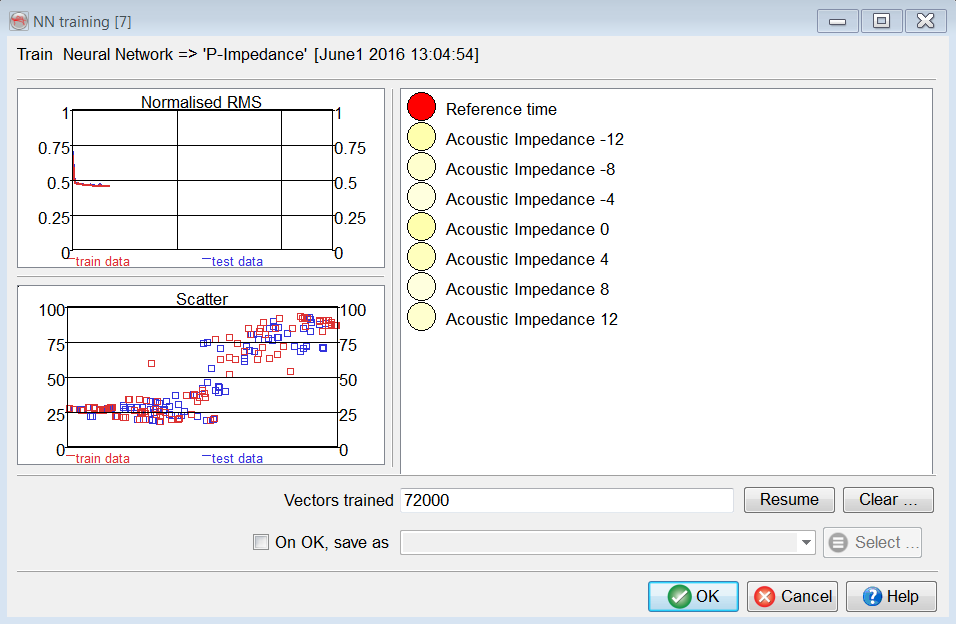 NN training [7]
Train Neural Network => 'P-Impedance' [June1 2016 13:04:54]
Normalised RMS
1 1
0.75 0.75
0.5 0.5
0.25 0.25
0 0
train data test data
Scatter
100 100
75 75
50 50
25 25
0 0
train data test data
Reference time
Acoustic Impedance -12
Acoustic Impedance -8
Acoustic Impedance -4
Acoustic Impedance 0
Acoustic Impedance 4
Acoustic Impedance 8
Acoustic Impedance 12
Vectors trained 72000 Resume Clear ...
On OK, save as Select ...
OK Cancel Help